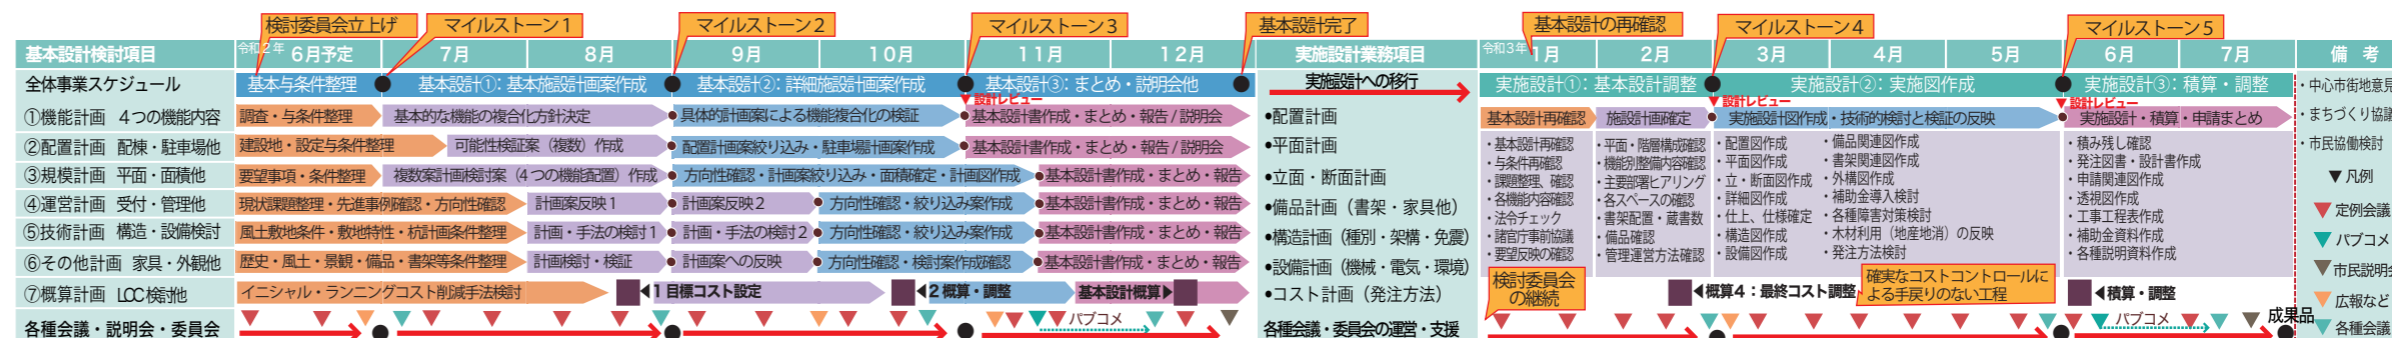 検討委員会立上げ
マイルストーン1
マイルストーン2
マイルストーン3
基本設計完了
基本設計の再確認
マイルストーン4
マイルストーン5
基本設計検討項目
令和2年 6月予定
7月
8月
9月
10月
11月
12月
実施設計業務項目
令和3年 1月
2月
3月
4月
5月
6月
7月
備 考
全体事業スケジュール
基本与条件整理
基本設計①：基本施設計画案作成
基本設計②：詳細施設計画案作成
基本設計③：まとめ・説明会他
実施設計への移行
実施設計①：基本設計調整
実施設計②：実施図作成
実施設計③：積算・調整
▼設計レビュー
▼設計レビュー
▼設計レビュー
①機能計画 4つの機能内容
調査・与条件整理
基本的な機能の複合化方針決定
具体的計画案による機能複合化の検証
基本設計書作成・まとめ・報告/説明会
②配置計画 配棟・駐車場他
建設地・設定与条件整理
可能性検証案（複数）作成
配置計画案絞り込み・駐車場計画案作成
基本設計書作成・まとめ・報告/説明会
③規模計画 平面・面積他
要望事項・条件整理
複数案計画検討案（4つの機能配置）作成
方向性確認・計画案絞り込み・面積確定・計画図作成
基本設計書作成・まとめ・報告
④運営計画 受付・管理他
現状課題整理・先進事例確認・方向性確認
計画案反映1
計画案反映2
方向性確認・絞り込み案作成
基本設計書作成・まとめ・報告
⑤技術計画 構造・設備検討
風土敷地条件・敷地特性・杭計画条件整理
計画・手法の検討1
計画・手法の検討2
方向性確認・絞り込み案作成
基本設計書作成・まとめ・報告
⑥その他計画 家具・外観他
歴史・風土・景観・備品・書架等条件整理
計画検討・検証
計画案への反映
方向性確認・検討案作成確認
基本設計書作成・まとめ・報告
⑦概算計画 LCC検討他
イニシャル・ランニングコスト削減手法検討
◀1目標コスト設定
◀2概算・調整
基本設計概算▶
各種会議・説明会・委員会
パブコメ
●配置計画
●平面計画
●立面・断面計画
●備品計画（書架・家具他）
●構造計画（種別・架構・免震）
●設備計画（機械・電気・環境）
●コスト計画（発注方法）
各種会議・委員会の運営・支援
基本設計再確認
施設計画確定
実施設計図作成・技術的検討と検証の反映
実施設計・積算・申請まとめ
・基本設計再確認
・与条件再確認
・課題整理、確認
・各機能内容確認
・法令チェック
・諸官庁事前協議
・要望反映の確認
・平面・階層構成確認
・機能別整備内容確認
・主要部署ヒアリング
・各スペースの確認
・書架配置・蔵書数
・備品確認
・管理運営方法確認
・配置図作成
・平面図作成
・立・断面図作成
・詳細図作成
・仕上、仕様確定
・構造図作成
・設備図作成
・備品関連図作成
・書架関連図作成
・外構図作成
・補助金導入検討
・各種障害対策検討
・木材利用（地産地消）の反映
・発注方法検討
・積み残し確認
・発注図書・設計書作成
・申請関連図作成
・透視図作成
・工事工程表作成
・補助金資料作成
・各種説明資料作成
検討委員会
の継続
◀概算4：最終コスト調整
確実なコストコントロールに
よる手戻りのない工程
◀積算・調整
パブコメ
成果品
・中心市街地意見
・まちづくり協議
・市民協働検討
▼凡例
定例会議
パブコメ
市民説明会
広報など
各種会議